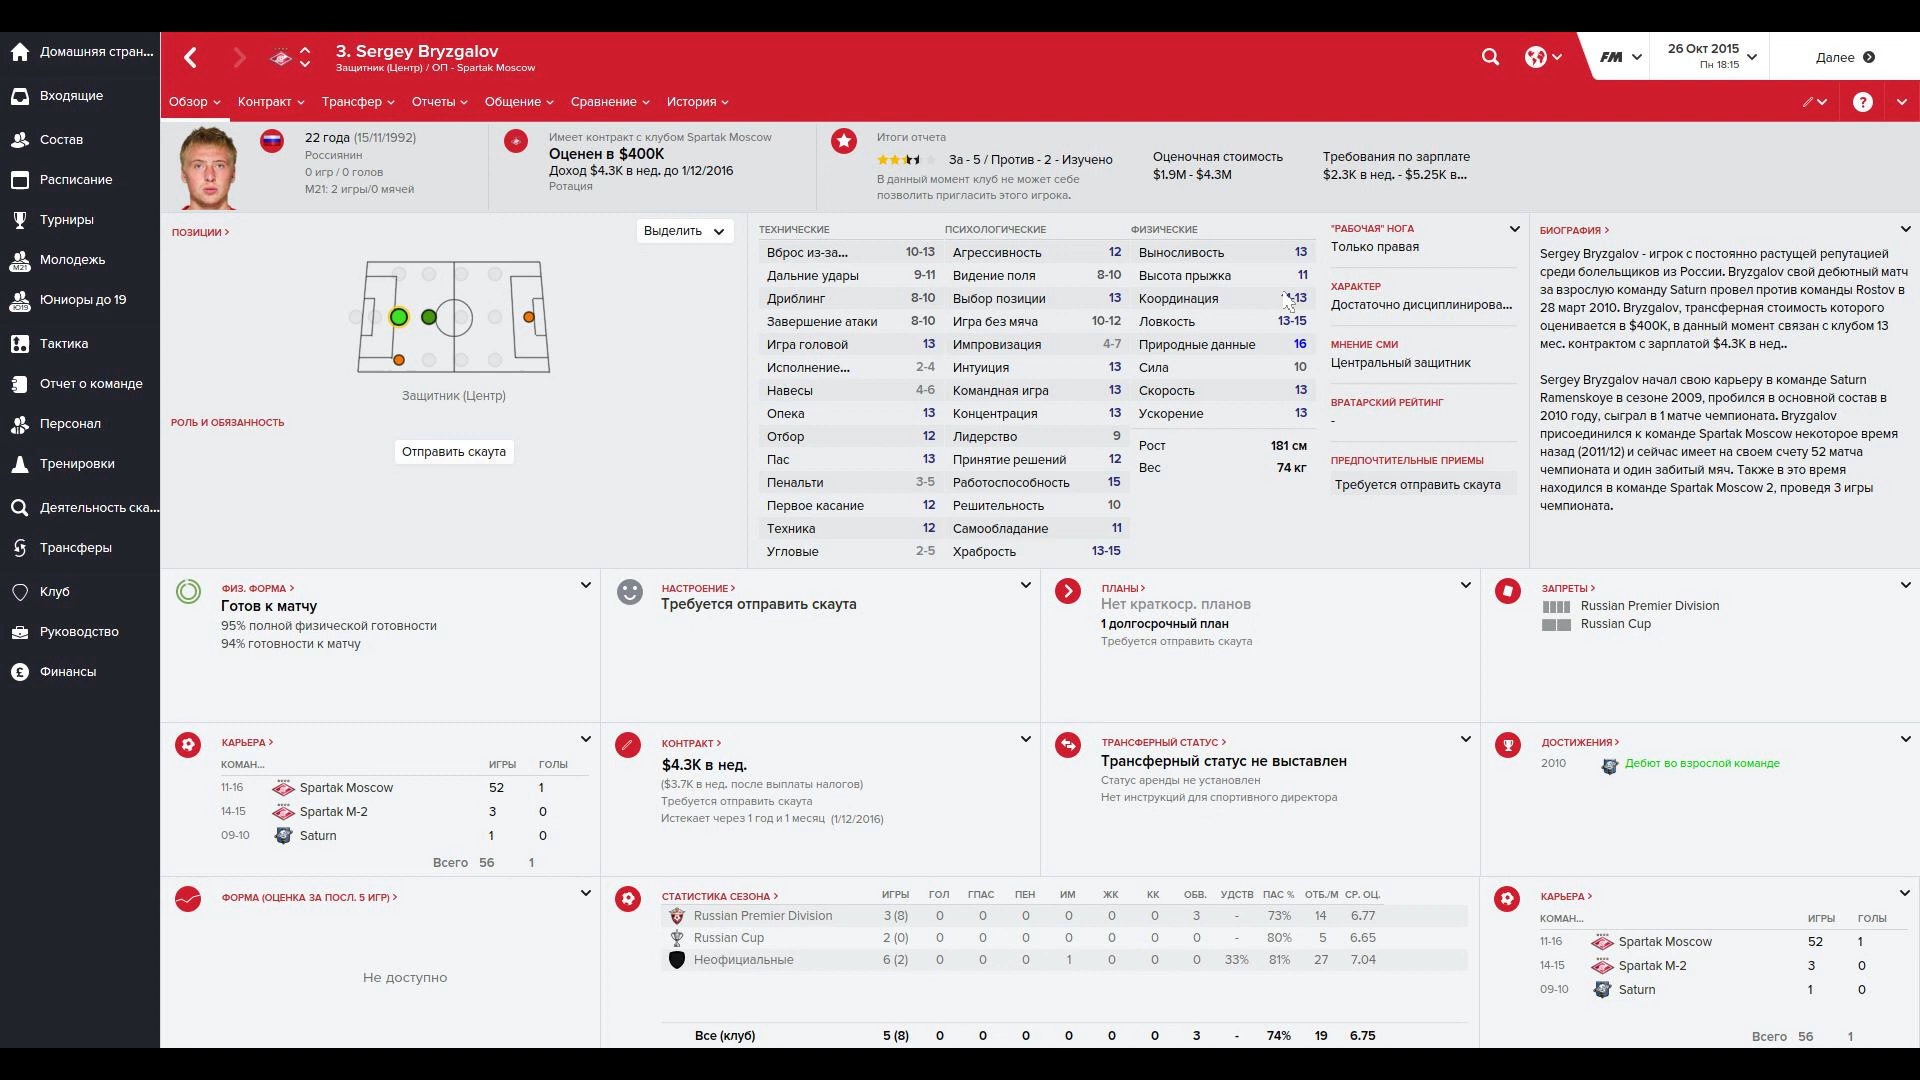 Домашняя стран...
Входящие
Состав
Расписание
Турниры
Молодежь
М21
Юниоры до 19
Ю19
Тактика
Отчет о команде
Персонал
Тренировки
Деятельность ска...
Трансферы
Клуб
Руководство
Финансы
3. Sergey Bryzgalov
Защитник (Центр) / ОП - Spartak Moscow
FM
26 Окт 2015
Пн 18:15
Далее
Обзор
Контракт
Трансфер
Отчеты
Общение
Сравнение
История
?
22 года (15/11/1992)
Россиянин
0 игр / 0 голов
М21: 2 игры/0 мячей
Имеет контракт с клубом Spartak Moscow
Оценен в $400K
Доход $4.3K в нед. до 1/12/2016
Ротация
Итоги отчета
За - 5 / Против - 2 - Изучено
В данный момент клуб не может себе
позволить пригласить этого игрока.
Оценочная стоимость
$1.9M - $4.3M
Требования по зарплате
$2.3K в нед. - $5.25K в...
ПОЗИЦИИ >
Выделить
Защитник (Центр)
РОЛЬ И ОБЯЗАННОСТЬ
Отправить скаута
ТЕХНИЧЕСКИЕ
Вброс из-за... 10-13
Дальние удары 9-11
Дриблинг 8-10
Завершение атаки 8-10
Игра головой 13
Исполнение... 2-4
Навесы 4-6
Опека 13
Отбор 12
Пас 13
Пенальти 3-5
Первое касание 12
Техника 12
Угловые 2-5
ПСИХОЛОГИЧЕСКИЕ
Агрессивность 12
Видение поля 8-10
Выбор позиции 13
Игра без мяча 10-12
Импровизация 4-7
Интуиция 13
Командная игра 13
Концентрация 13
Лидерство 9
Принятие решений 12
Работоспособность 15
Решительность 10
Самообладание 11
Храбрость 13-15
ФИЗИЧЕСКИЕ
Выносливость 13
Высота прыжка 11
Координация -13
Ловкость 13-15
Природные данные 16
Сила 10
Скорость 13
Ускорение 13
Рост 181 см
Вес 74 кг
"РАБОЧАЯ" НОГА
Только правая
ХАРАКТЕР
Достаточно дисциплинирова...
МНЕНИЕ СМИ
Центральный защитник
ВРАТАРСКИЙ РЕЙТИНГ
-
ПРЕДПОЧТИТЕЛЬНЫЕ ПРИЕМЫ
Требуется отправить скаута
БИОГРАФИЯ >
Sergey Bryzgalov - игрок с постоянно растущей репутацией
среди болельщиков из России. Bryzgalov свой дебютный матч
за взрослую команду Saturn провел против команды Rostov в
28 март 2010. Bryzgalov, трансферная стоимость которого
оценивается в $400K, в данный момент связан с клубом 13
мес. контрактом с зарплатой $4.3K в нед..
Sergey Bryzgalov начал свою карьеру в команде Saturn
Ramenskoye в сезоне 2009, пробился в основной состав в
2010 году, сыграл в 1 матче чемпионата. Bryzgalov
присоединился к команде Spartak Moscow некоторое время
назад (2011/12) и сейчас имеет на своем счету 52 матча
чемпионата и один забитый мяч. Также в это время
находился в команде Spartak Moscow 2, проведя 3 игры
чемпионата.
ФИЗ. ФОРМА >
Готов к матчу
95% полной физической готовности
94% готовности к матчу
НАСТРОЕНИЕ >
Требуется отправить скаута
ПЛАНЫ >
Нет краткоср. планов
1 долгосрочный план
Требуется отправить скаута
ЗАПРЕТЫ >
Russian Premier Division
Russian Cup
КАРЬЕРА >
КОМАН... ИГРЫ ГОЛЫ
11-16 Spartak Moscow 52 1
14-15 Spartak M-2 3 0
09-10 Saturn 1 0
Всего 56 1
КОНТРАКТ >
$4.3K в нед.
($3.7K в нед. после выплаты налогов)
Требуется отправить скаута
Истекает через 1 год и 1 месяц (1/12/2016)
ТРАНСФЕРНЫЙ СТАТУС >
Трансферный статус не выставлен
Статус аренды не установлен
Нет инструкций для спортивного директора
ДОСТИЖЕНИЯ >
2010 Дебют во взрослой команде
ФОРМА (ОЦЕНКА ЗА ПОСЛ. 5 ИГР) >
Не доступно
СТАТИСТИКА СЕЗОНА > ИГРЫ ГОЛ ГПАС ПЕН ИМ ЖК КК ОБВ. УДСТВ ПАС % ОТБ./М СР. ОЦ.
Russian Premier Division 3 (8) 0 0 0 0 0 0 3 - 73% 14 6.77
Russian Cup 2 (0) 0 0 0 0 0 0 0 - 80% 5 6.65
Неофициальные 6 (2) 0 0 0 1 0 0 0 33% 81% 27 7.04
Все (клуб) 5 (8) 0 0 0 0 0 0 3 - 74% 19 6.75
КАРЬЕРА >
КОМАН... ИГРЫ ГОЛЫ
11-16 Spartak Moscow 52 1
14-15 Spartak M-2 3 0
09-10 Saturn 1 0
Всего 56 1